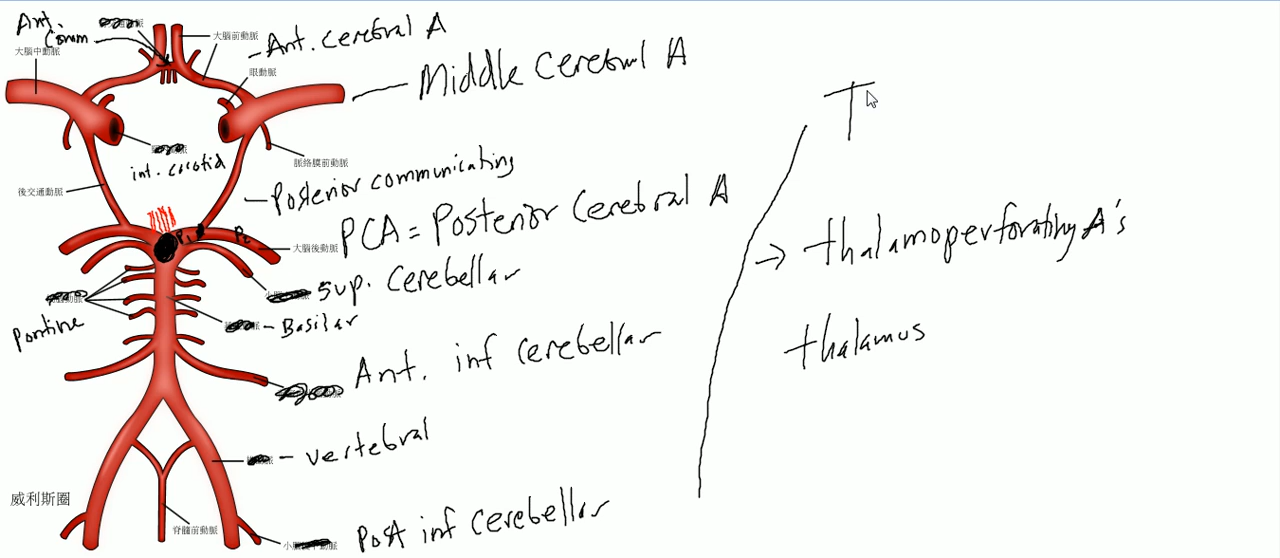 Ant.
Comm
大腦中動脈
大腦前動脈
Ant. cerebral A
眼動脈
Middle Cerebral A
int. carotid
脈絡膜前動脈
後交通動脈
Posterior communicating
P1
P2
PCA = Posterior Cerebral A
大腦後動脈
Sup. Cerebellar
Pontine
Basilar
Ant. inf cerebellar
vertebral
威利斯圈
脊髓前動脈
Post inf cerebellar
T
→ thalamoperforating A's
thalamus